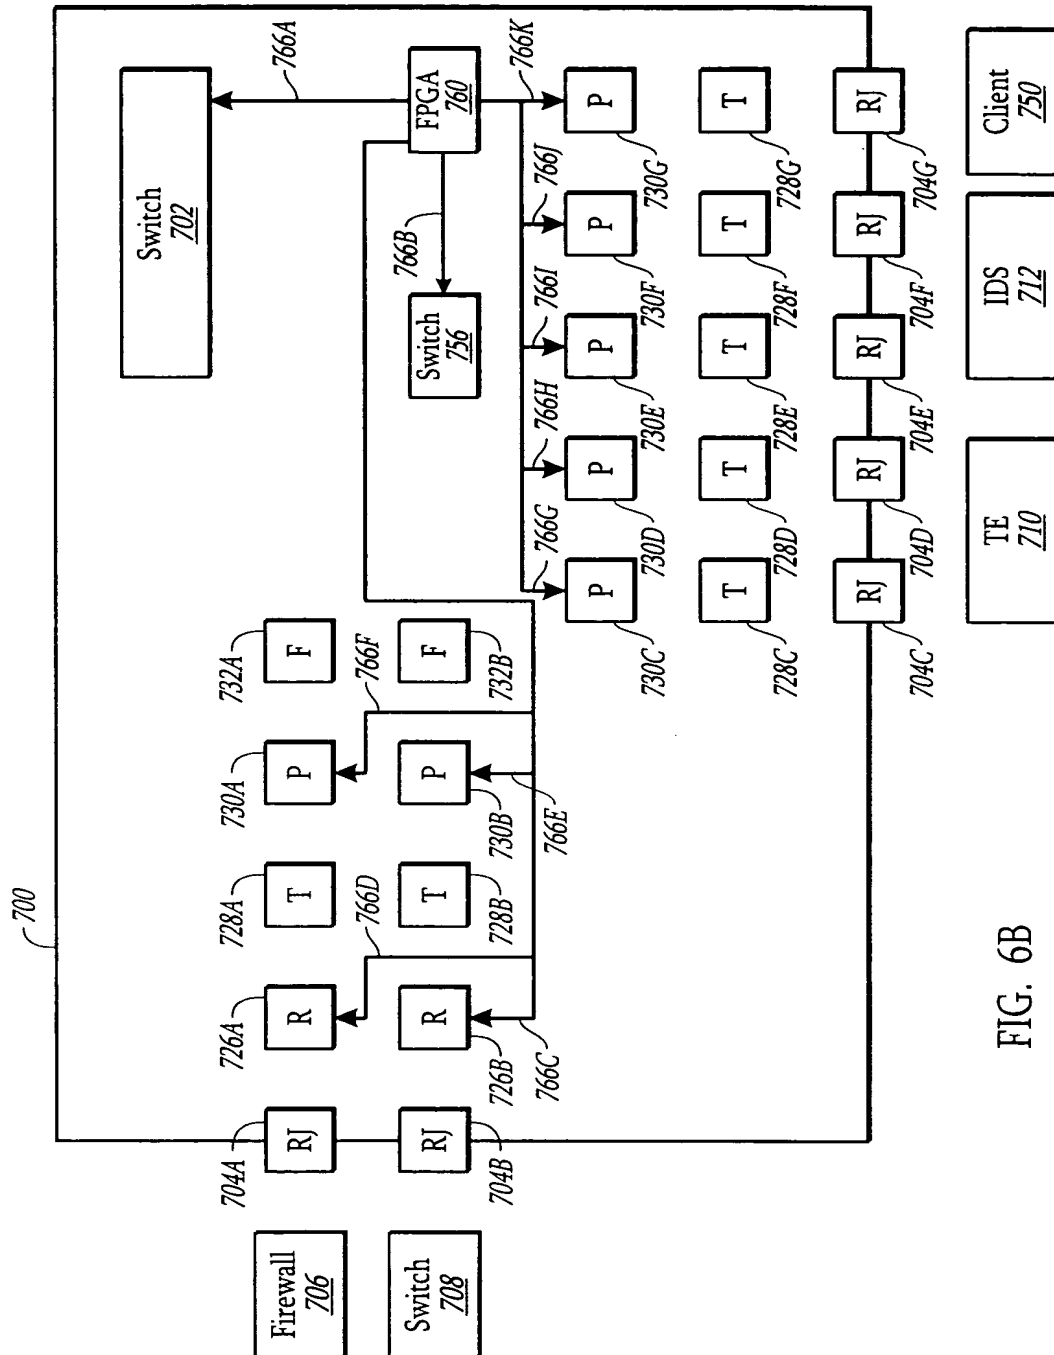 700
Switch
702
766A
FPGA
760
766B
Switch
756
766K
766J
766I
766H
766G
732A
F
766F
F
732B
730A
P
P
730B
766E
728A
T
766D
T
728B
726A
R
R
726B
766C
704A
RJ
RJ
704B
Firewall
706
Switch
708
P
P
P
P
P
730C
730D
730E
730F
730G
T
T
T
T
T
728C
728D
728E
728F
728G
RJ
RJ
RJ
RJ
RJ
704C
704D
704E
704F
704G
TE
710
IDS
712
Client
750
FIG. 6B